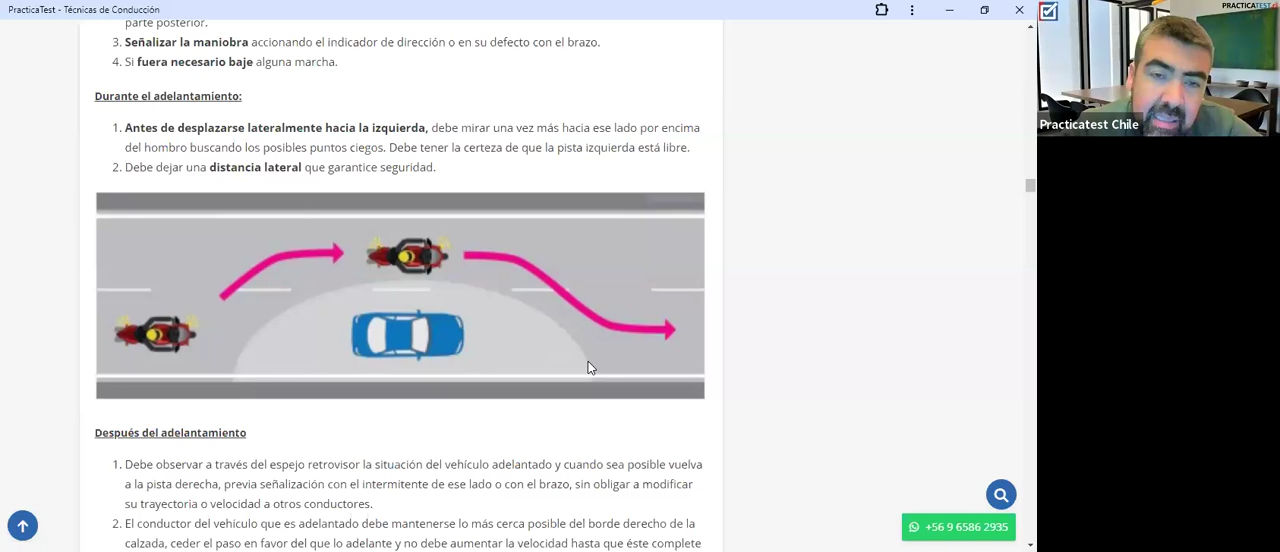 PracticaTest - Técnicas de Conducción
PRACTICATEST
parte posterior.
3. Señalizar la maniobra accionando el indicador de dirección o en su defecto con el brazo.
4. Si fuera necesario baje alguna marcha.
Practicatest Chile
Durante el adelantamiento:
1. Antes de desplazarse lateralmente hacia la izquierda, debe mirar una vez más hacia ese lado por encima
del hombro buscando los posibles puntos ciegos. Debe tener la certeza de que la pista izquierda está libre.
2. Debe dejar una distancia lateral que garantice seguridad.
Después del adelantamiento
1. Debe observar a través del espejo retrovisor la situación del vehículo adelantado y cuando sea posible vuelva
a la pista derecha, previa señalización con el intermitente de ese lado o con el brazo, sin obligar a modificar
su trayectoria o velocidad a otros conductores.
2. El conductor del vehiculo que es adelantado debe mantenerse lo más cerca posible del borde derecho de la
calzada, ceder el paso en favor del que lo adelante y no debe aumentar la velocidad hasta que éste complete
+56 9 6586 2935